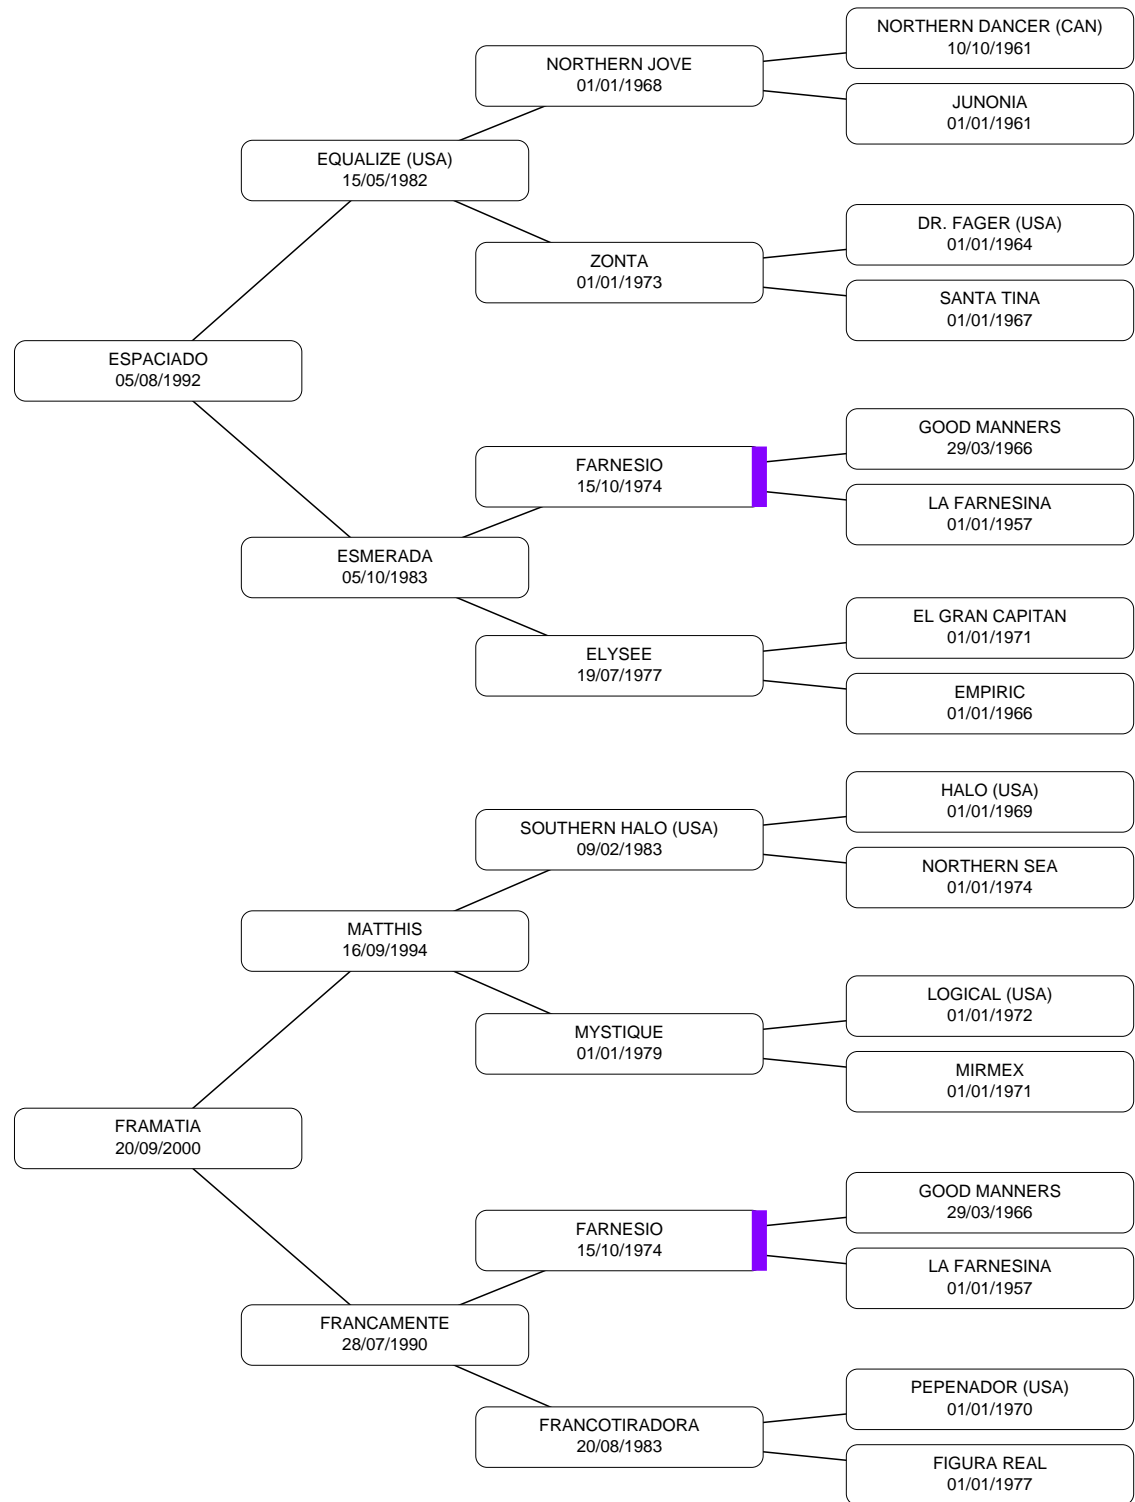 NORTHERN DANCER (CAN)
10/10/1961
NORTHERN JOVE
01/01/1968
JUNONIA
01/01/1961
EQUALIZE (USA)
15/05/1982
DR. FAGER (USA)
01/01/1964
ZONTA
01/01/1973
SANTA TINA
01/01/1967
ESPACIADO
05/08/1992
GOOD MANNERS
29/03/1966
FARNESIO
15/10/1974
LA FARNESINA
01/01/1957
ESMERADA
05/10/1983
EL GRAN CAPITAN
01/01/1971
ELYSEE
19/07/1977
EMPIRIC
01/01/1966
HALO (USA)
01/01/1969
SOUTHERN HALO (USA)
09/02/1983
NORTHERN SEA
01/01/1974
MATTHIS
16/09/1994
LOGICAL (USA)
01/01/1972
MYSTIQUE
01/01/1979
MIRMEX
01/01/1971
FRAMATIA
20/09/2000
GOOD MANNERS
29/03/1966
FARNESIO
15/10/1974
LA FARNESINA
01/01/1957
FRANCAMENTE
28/07/1990
PEPENADOR (USA)
01/01/1970
FRANCOTIRADORA
20/08/1983
FIGURA REAL
01/01/1977